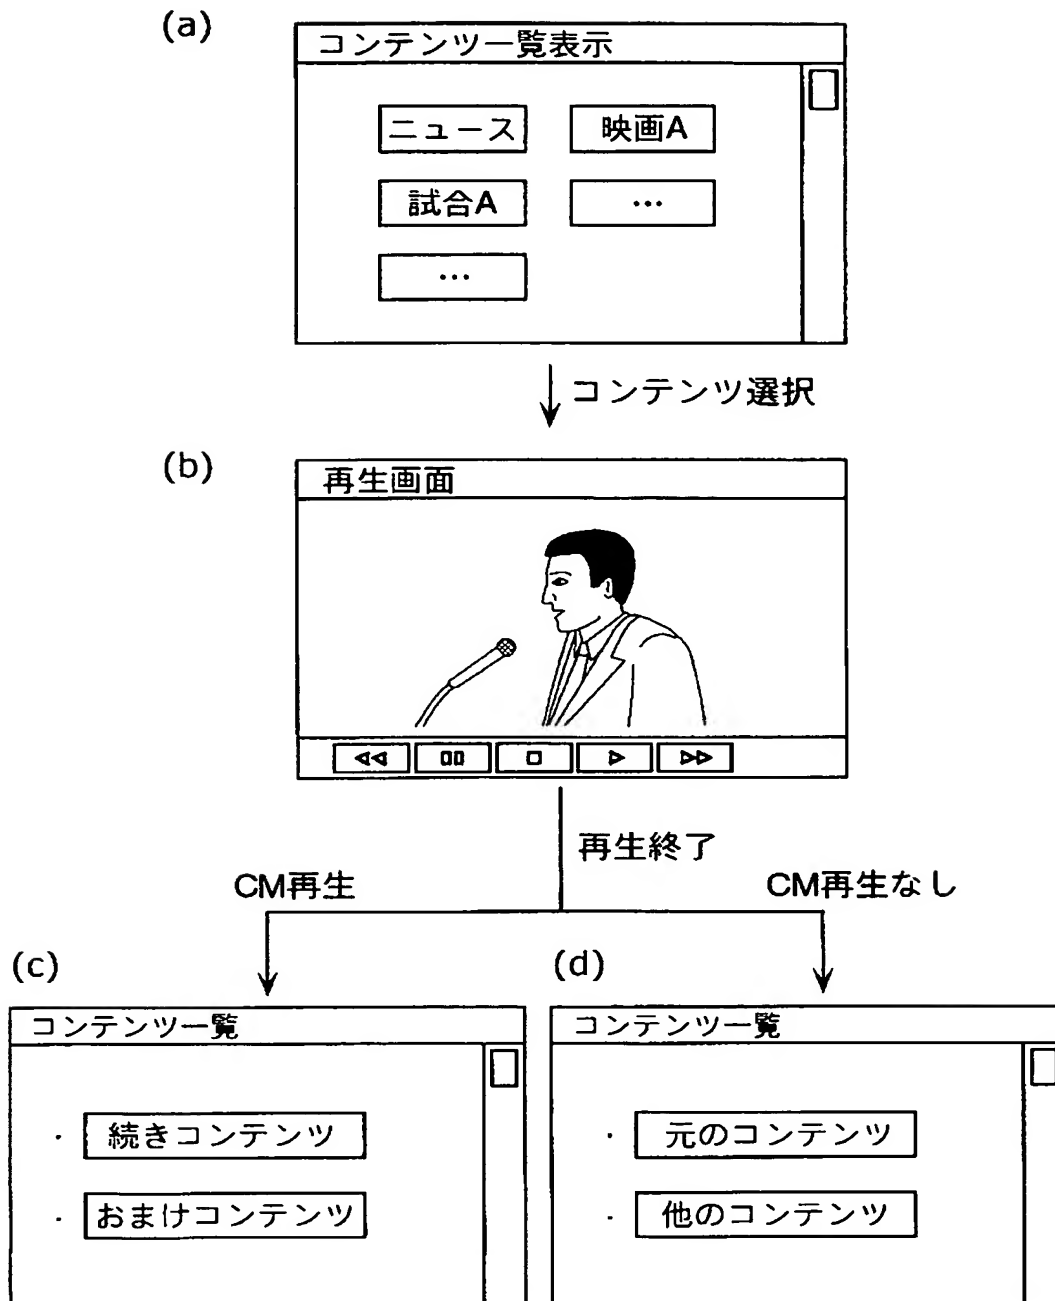 (a)
コンテンツ一覧表示
ニュース 映画A
試合A …
…
コンテンツ選択
(b)
再生画面
再生終了
CM再生 CM再生なし
(c) (d)
コンテンツ一覧 コンテンツ一覧
・ 続きコンテンツ ・ 元のコンテンツ
・ おまけコンテンツ ・ 他のコンテンツ